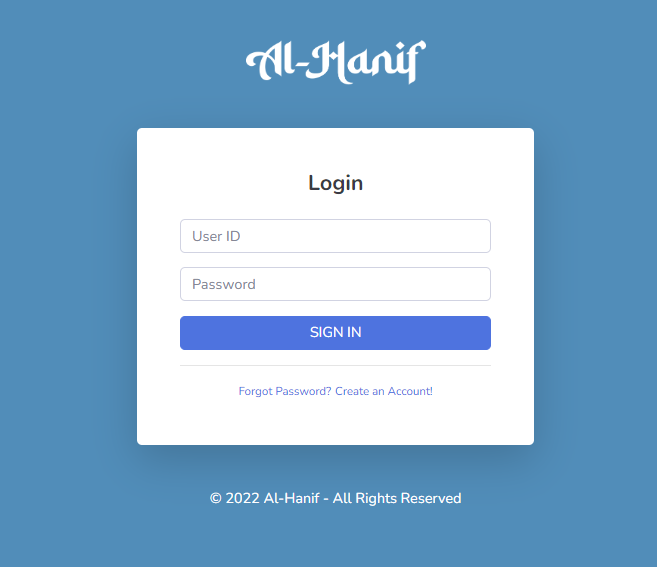 Al-Hanif
Login
User ID
Password
SIGN IN
Forgot Password? Create an Account!
© 2022 Al-Hanif - All Rights Reserved